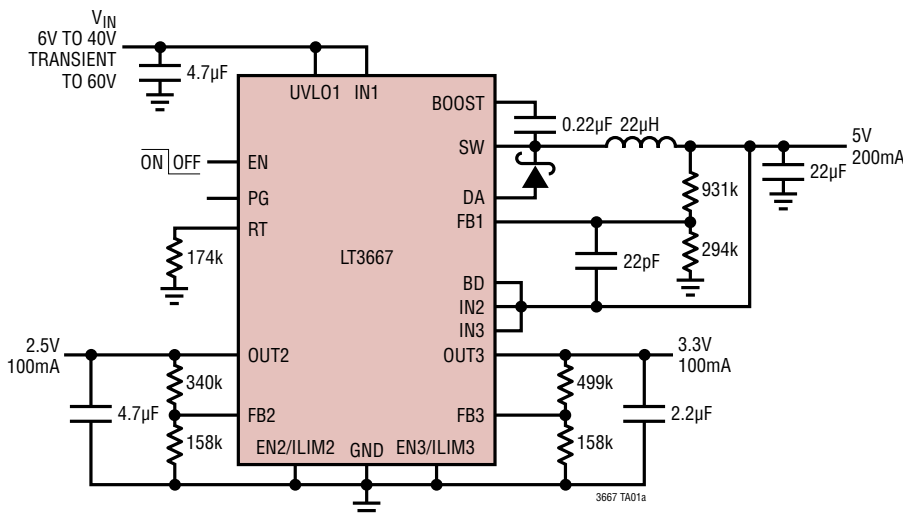 VIN
6V TO 40V
TRANSIENT
TO 60V
4.7µF
UVLO1 IN1
BOOST
0.22µF 22µH
SW
5V
200mA
ON OFF
EN
931k
22µF
PG
DA
RT
FB1
174k
LT3667
294k
22pF
BD
IN2
IN3
2.5V
100mA
OUT2
OUT3
3.3V
100mA
340k
499k
4.7µF
FB2
FB3
2.2µF
158k
158k
EN2/ILIM2 GND EN3/ILIM3
3667 TA01a